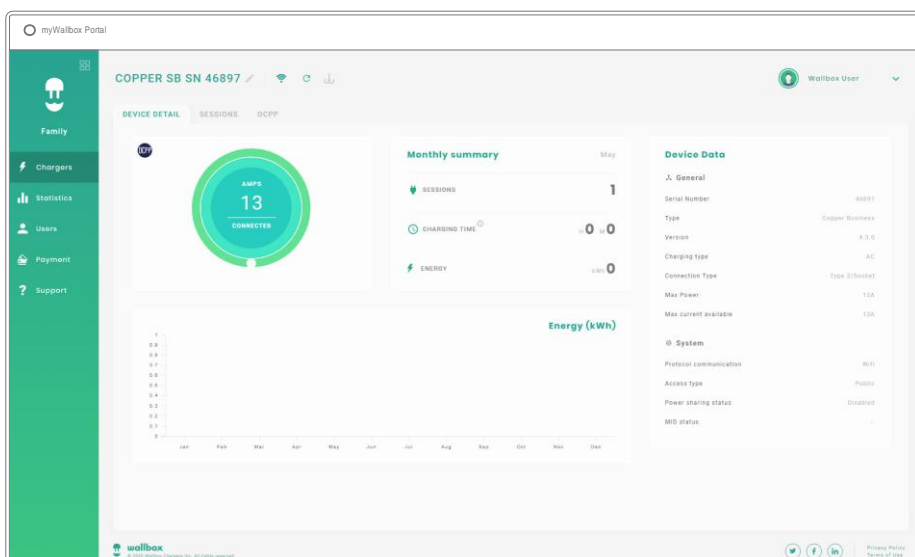 myWallbox Portal
COPPER SB SN 46897
Wallbox User
Family
Chargers
Statistics
Users
Payment
Support
DEVICE DETAIL SESSIONS OCPP
OCPP
AMPS
13
CONNECTED
Monthly summary May
SESSIONS 1
CHARGING TIME H 0 M 0
ENERGY kWh 0
Device Data
General
Serial Number 46897
Type Copper Business
Version 4.3.0
Charging type AC
Connection Type Type 2/Socket
Max Power 13A
Max current available 13A
System
Protocol communication Wifi
Access type Public
Power sharing status Disabled
MID status --
Energy (kWh)
1
0.9
0.8
0.7
0.6
0.5
0.4
0.3
0.2
0.1
0
Jan Feb Mar Apr May Jun Jul Aug Sep Oct Nov Dec
wallbox
Privacy Policy
Terms of Use